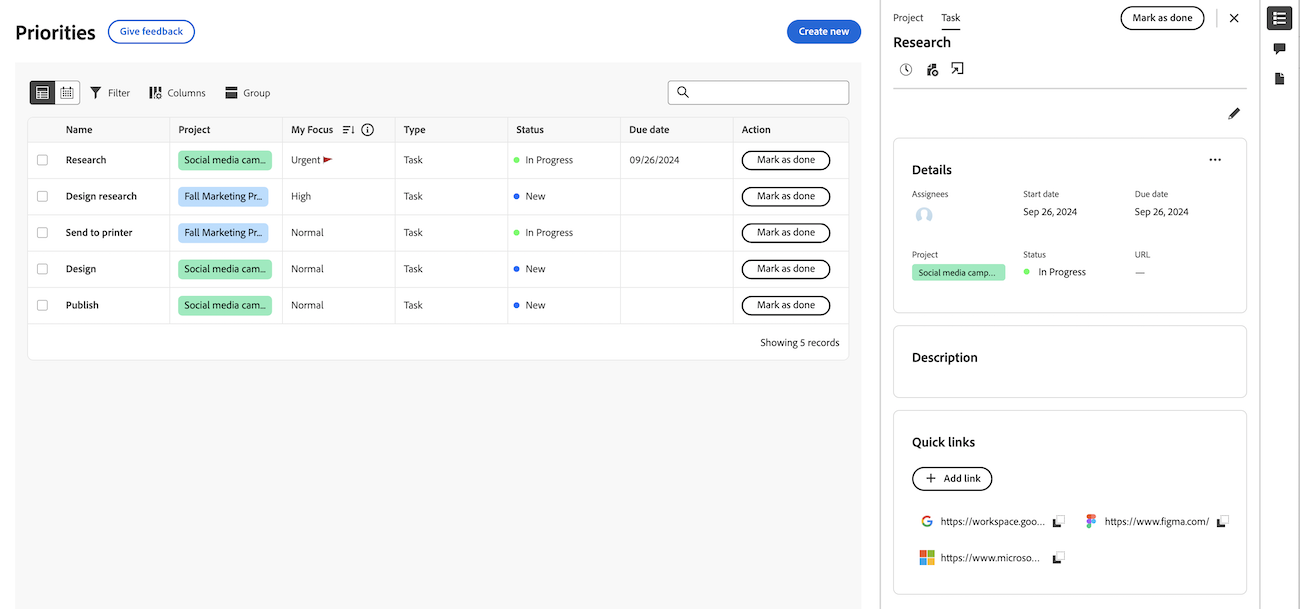 Priorities Give feedback Create new
Filter Columns Group
Name Project My Focus Type Status Due date Action
Research Social media cam... Urgent Task In Progress 09/26/2024 Mark as done
Design research Fall Marketing Pr... High Task New Mark as done
Send to printer Fall Marketing Pr... Normal Task In Progress Mark as done
Design Social media cam... Normal Task New Mark as done
Publish Social media cam... Normal Task New Mark as done
Showing 5 records
Project Task Mark as done
Research
Details
Assignees Start date Due date
Sep 26, 2024 Sep 26, 2024
Project Status URL
Social media camp... In Progress —
Description
Quick links
+ Add link
https://workspace.goo... https://www.figma.com/
https://www.microso...